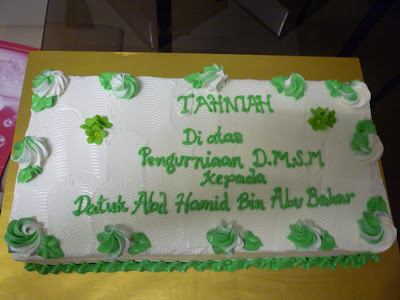 TAHNIAH
Di atas
Pengurniaan D.M.S.M
Kepada
Datuk Abd Hamid Bin Abu Bakar